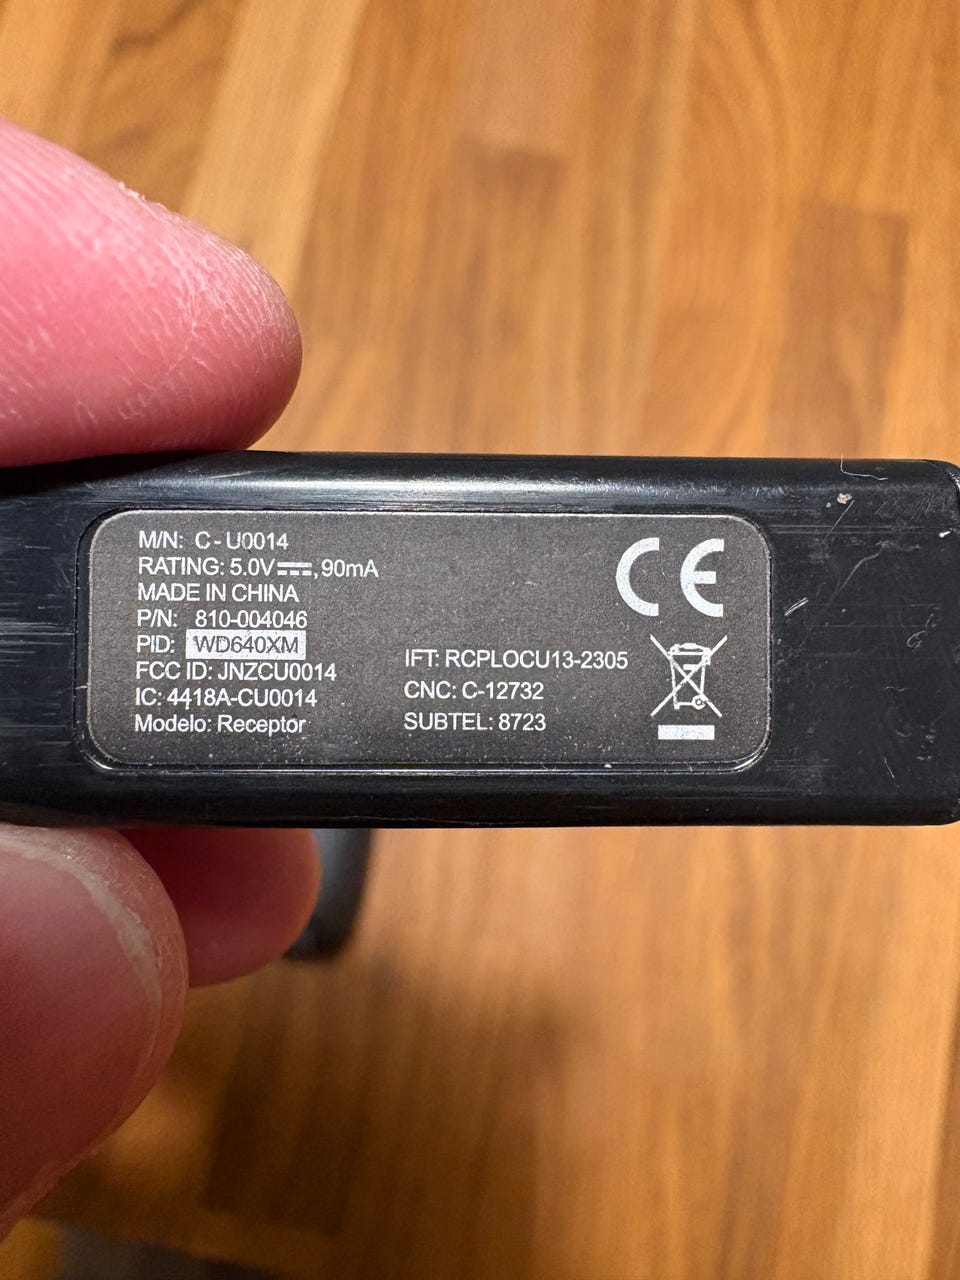 M/N: C-U0014
RATING: 5.0V⎓, 90mA
MADE IN CHINA
P/N: 810-004046
PID: WD640XM
FCC ID: JNZCU0014
IC: 4418A-CU0014
Modelo: Receptor
IFT: RCPLOCU13-2305
CNC: C-12732
SUBTEL: 8723
CE